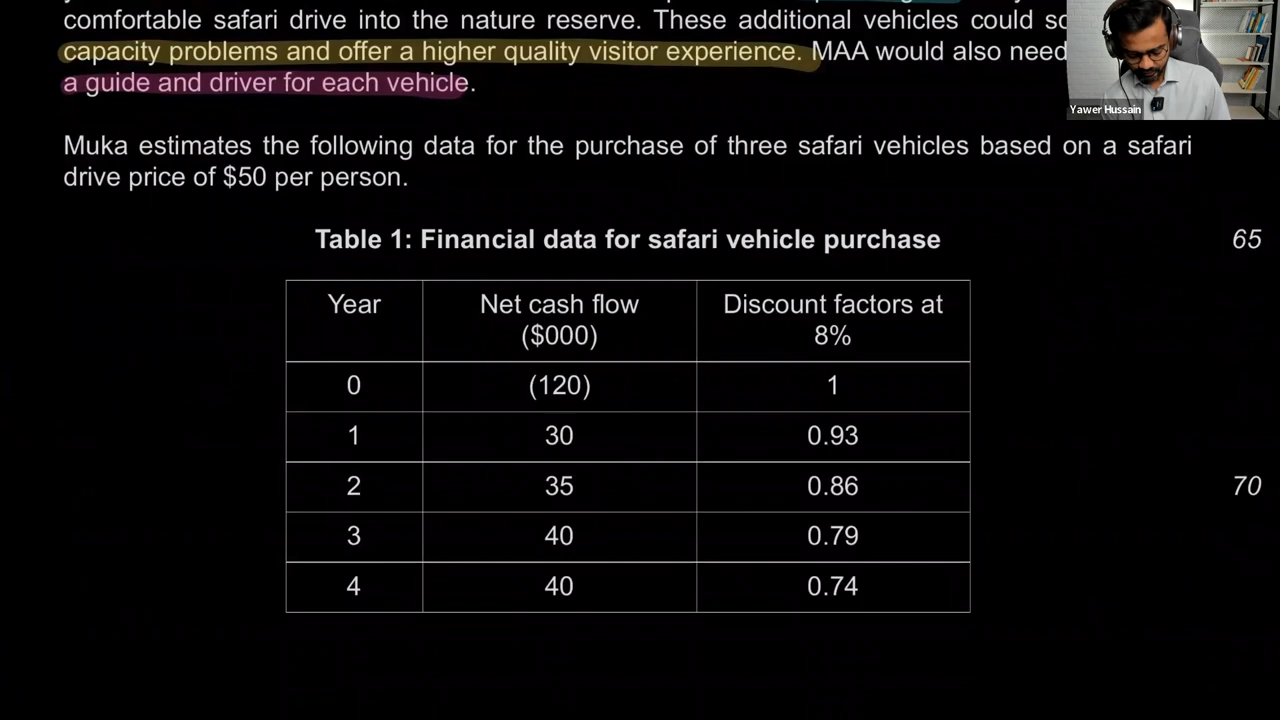 comfortable safari drive into the nature reserve. These additional vehicles could
capacity problems and offer a higher quality visitor experience. MAA would also need
a guide and driver for each vehicle.
Yawer Hussain
Muka estimates the following data for the purchase of three safari vehicles based on a safari
drive price of $50 per person.
Table 1: Financial data for safari vehicle purchase 65
Year Net cash flow ($000) Discount factors at 8%
0 (120) 1
1 30 0.93
2 35 0.86 70
3 40 0.79
4 40 0.74